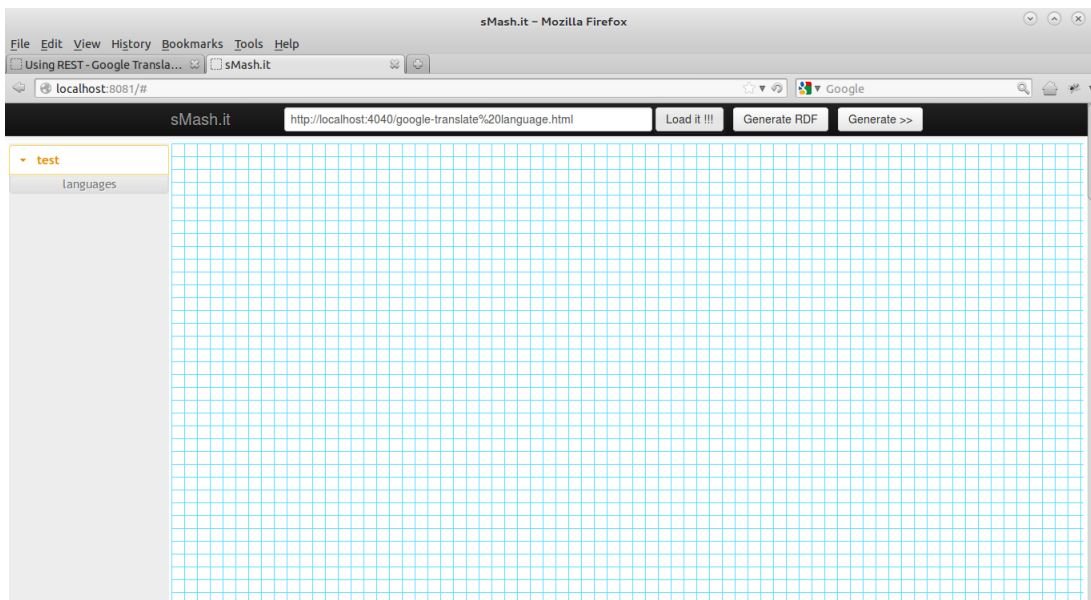 sMash.it - Mozilla Firefox
File Edit View History Bookmarks Tools Help
Using REST - Google Transla... sMash.it
localhost:8081/# Google
sMash.it http://localhost:4040/google-translate%20language.html Load it !!! Generate RDF Generate >>
test
languages